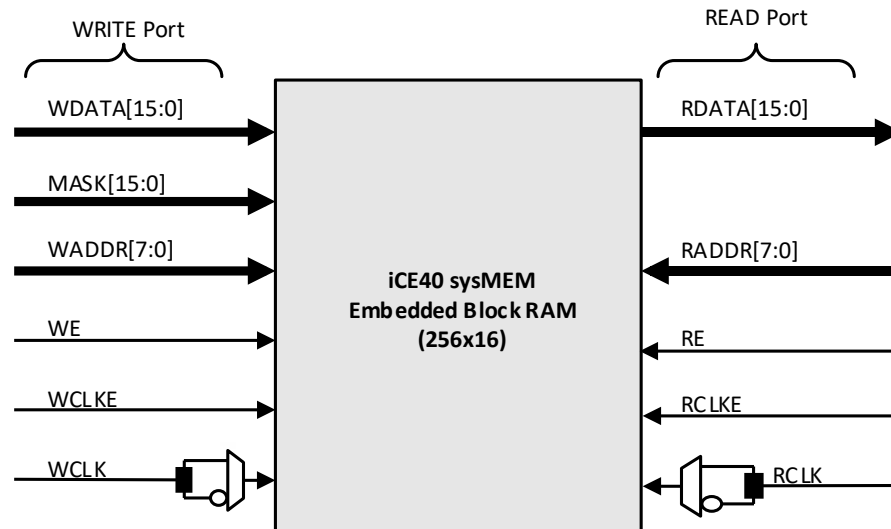 WRITE Port
READ Port
WDATA[15:0]
MASK[15:0]
WADDR[7:0]
WE
WCLKE
WCLK
iCE40 sysMEM
Embedded Block RAM
(256x16)
RDATA[15:0]
RADDR[7:0]
RE
RCLKE
RCLK